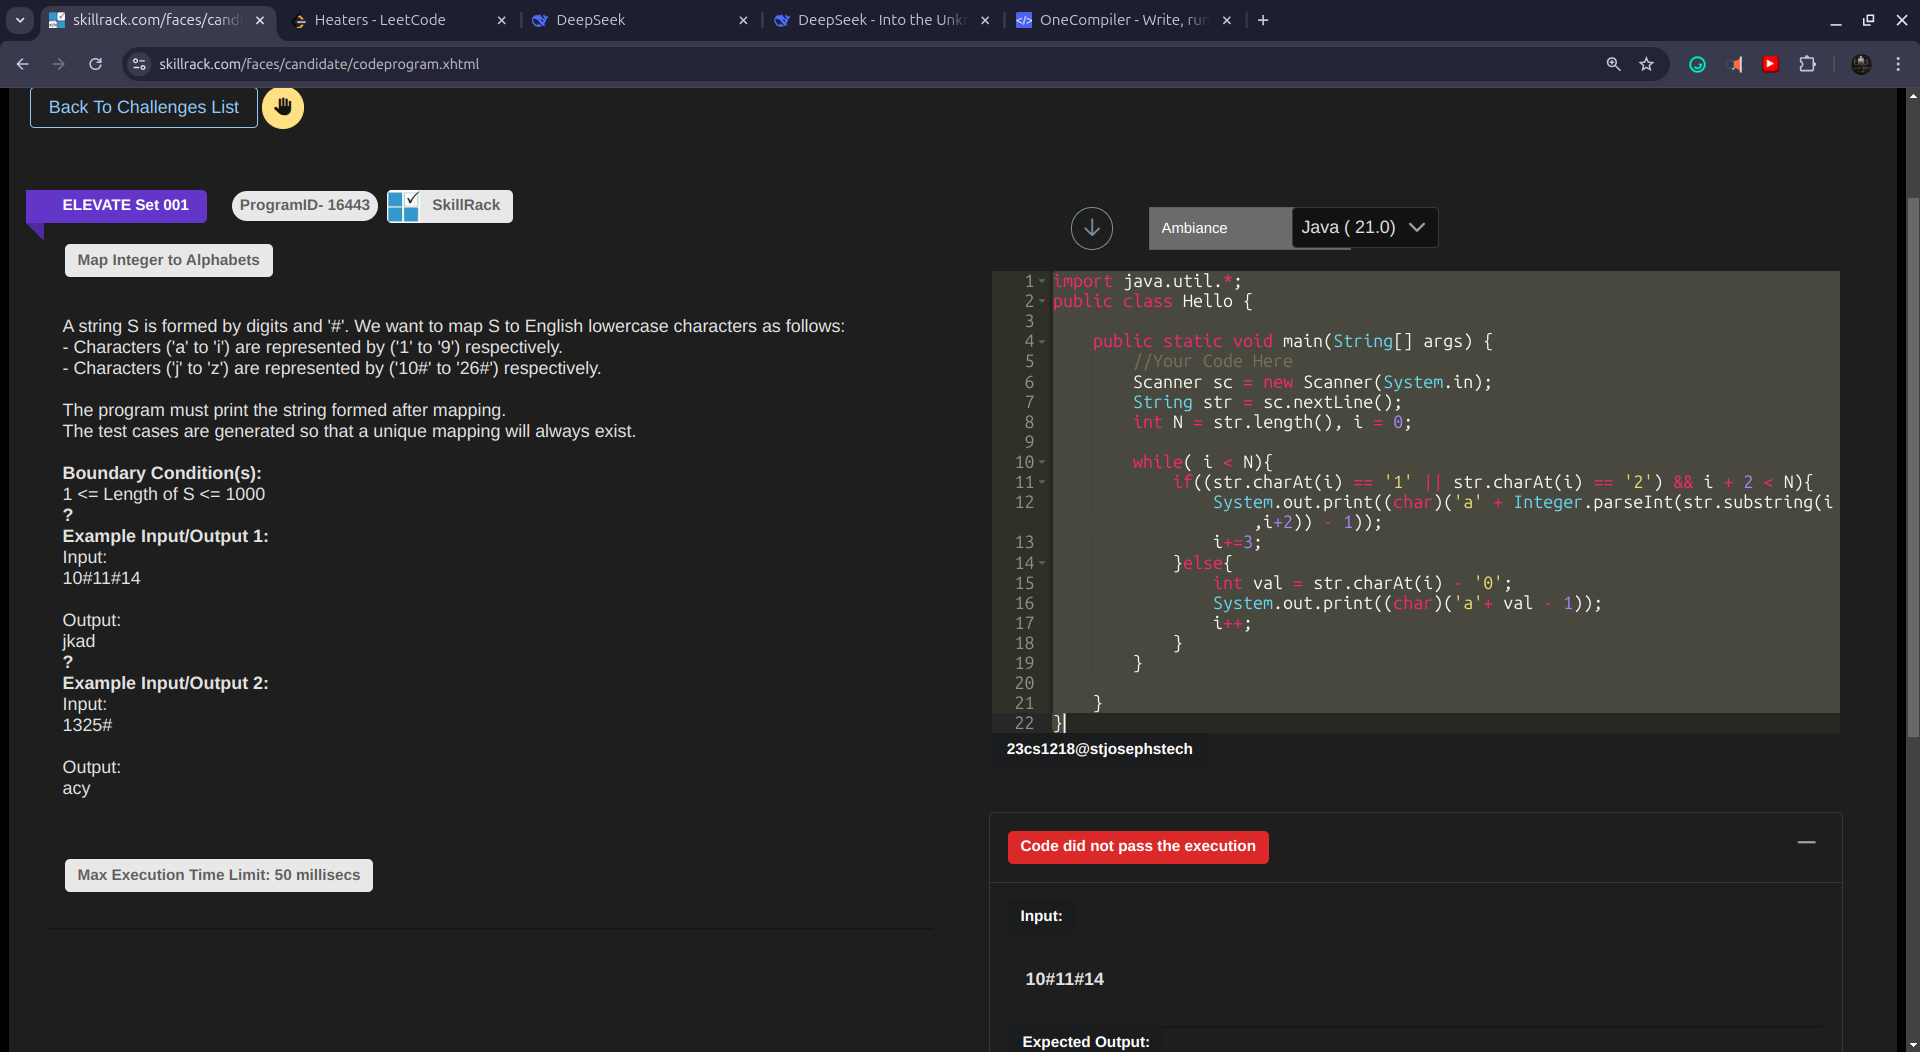 skillrack.com/faces/candi
Heaters - LeetCode
DeepSeek
DeepSeek - Into the Unk
OneCompiler - Write, run
skillrack.com/faces/candidate/codeprogram.xhtml
Back To Challenges List
ELEVATE Set 001
ProgramID- 16443
SkillRack
Map Integer to Alphabets
A string S is formed by digits and '#'. We want to map S to English lowercase characters as follows:
- Characters ('a' to 'i') are represented by ('1' to '9') respectively.
- Characters ('j' to 'z') are represented by ('10#' to '26#') respectively.
The program must print the string formed after mapping.
The test cases are generated so that a unique mapping will always exist.
Boundary Condition(s):
1 <= Length of S <= 1000
?
Example Input/Output 1:
Input:
10#11#14
Output:
jkad
?
Example Input/Output 2:
Input:
1325#
Output:
acy
Max Execution Time Limit: 50 millisecs
Ambiance
Java ( 21.0)
1 import java.util.*;
2 public class Hello {
3
4 public static void main(String[] args) {
5 //Your Code Here
6 Scanner sc = new Scanner(System.in);
7 String str = sc.nextLine();
8 int N = str.length(), i = 0;
9
10 while( i < N){
11 if((str.charAt(i) == '1' || str.charAt(i) == '2') && i + 2 < N){
12 System.out.print((char)('a' + Integer.parseInt(str.substring(i
,i+2)) - 1));
13 i+=3;
14 }else{
15 int val = str.charAt(i) - '0';
16 System.out.print((char)('a'+ val - 1));
17 i++;
18 }
19 }
20
21 }
22 }
23cs1218@stjosephstech
Code did not pass the execution
Input:
10#11#14
Expected Output: